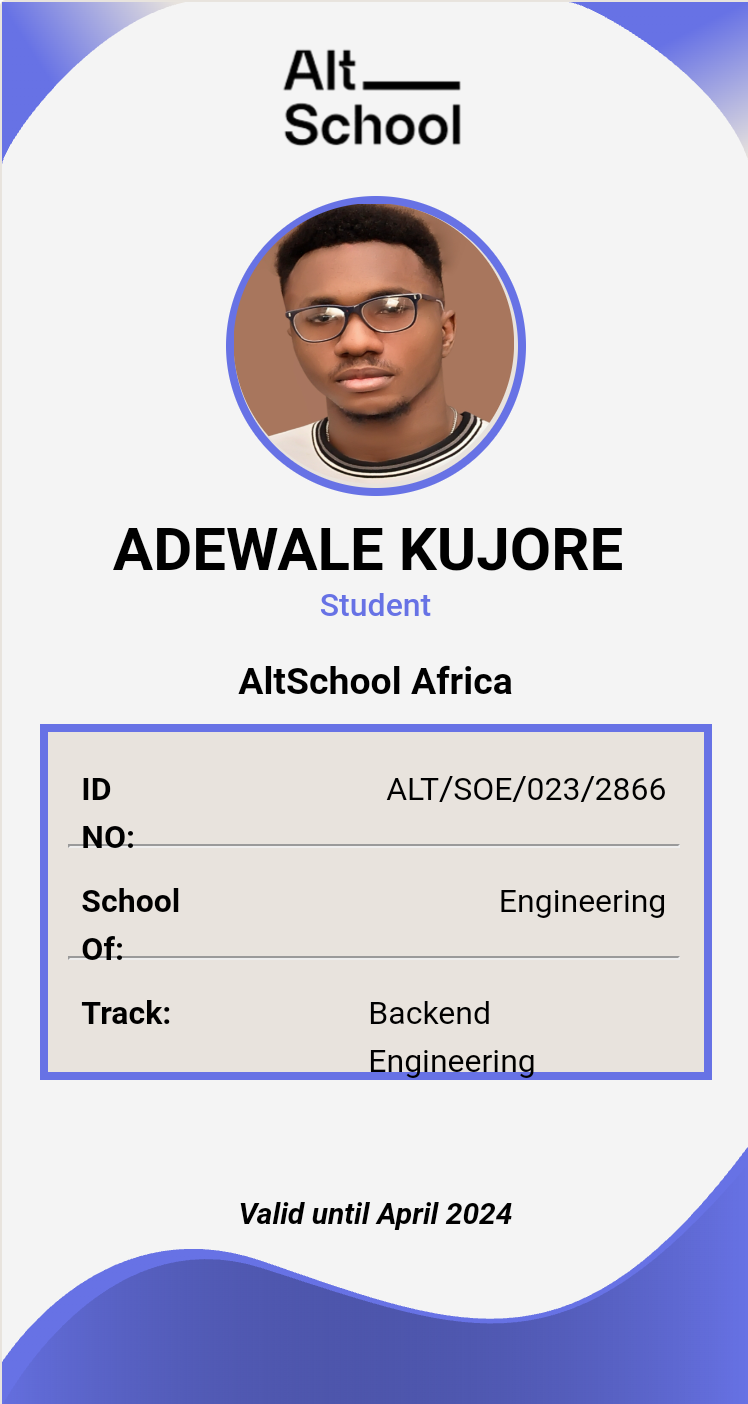 Alt
School
ADEWALE KUJORE
Student
AltSchool Africa
ID ALT/SOE/023/2866
NO:
School Engineering
Of:
Track: Backend
Engineering
Valid until April 2024